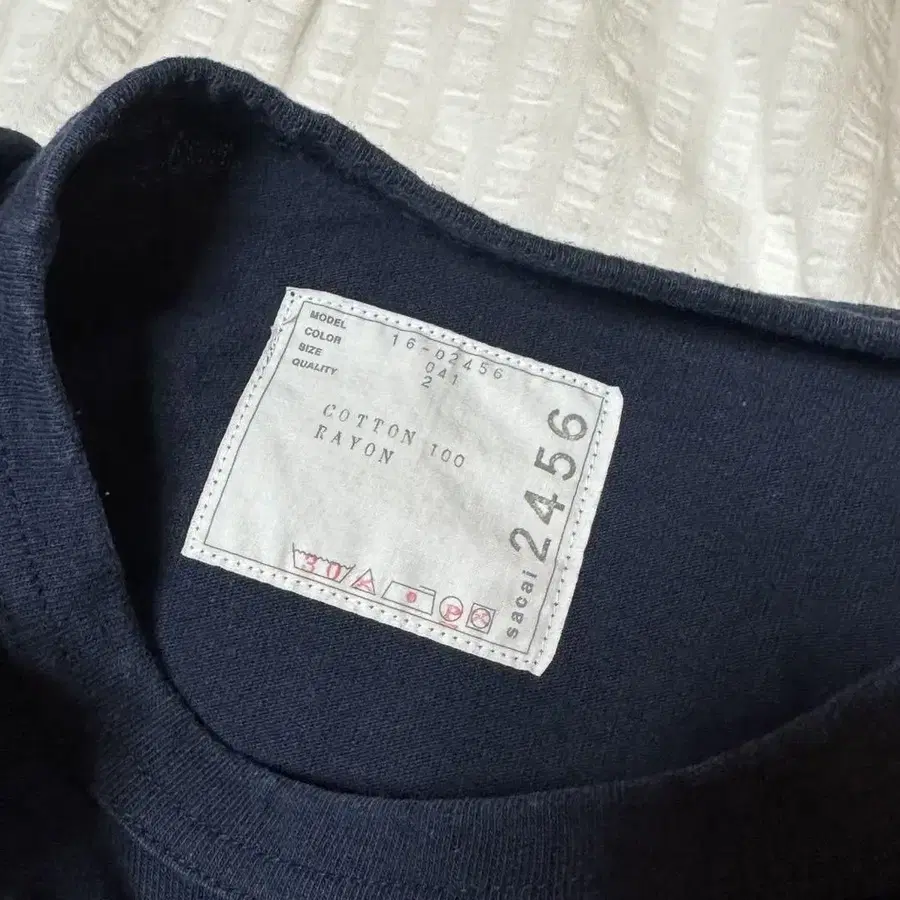 MODEL 16-02456
COLOR 041
SIZE 2
QUALITY
COTTON 100
RAYON
30
P
sacai 2456